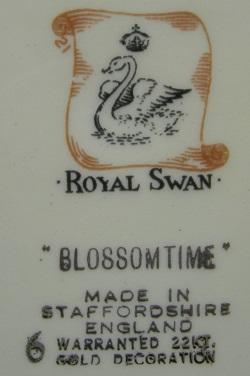 · ROYAL SWAN ·
"BLOSSOMTIME"
MADE IN
STAFFORDSHIRE
ENGLAND
6 WARRANTED 22KT.
GOLD DECORATION